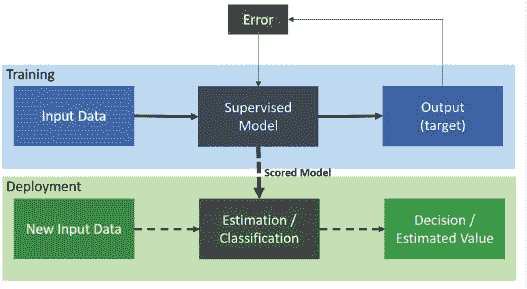 Error
Training
Input Data
Supervised
Model
Output
(target)
Scored Model
Deployment
New Input Data
Estimation /
Classification
Decision /
Estimated Value